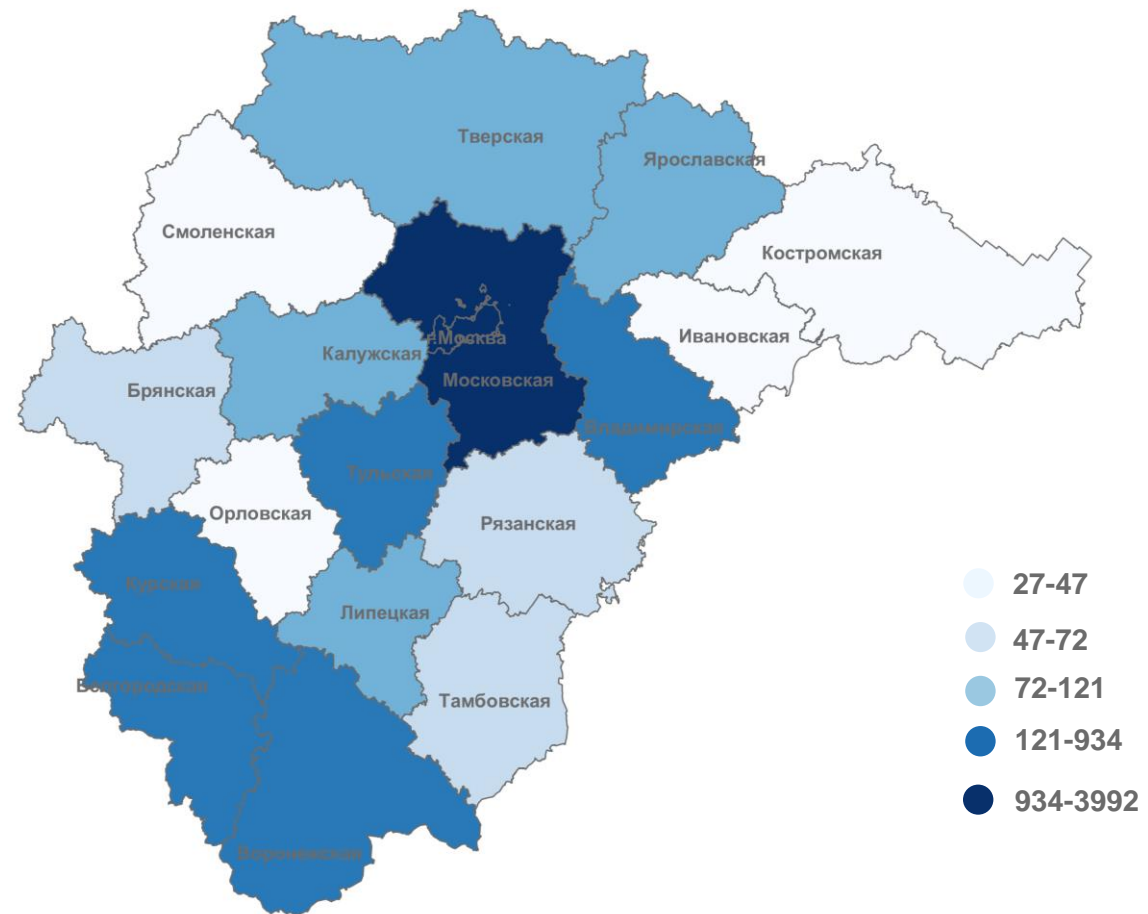 Тверская
Ярославская
Смоленская
Костромская
г.Москва
Ивановская
Калужская
Московская
Брянская
Владимирская
Тульская
Орловская
Рязанская
Курская
27-47
Липецкая
47-72
Белгородская
72-121
Тамбовская
121-934
934-3992
Воронежская